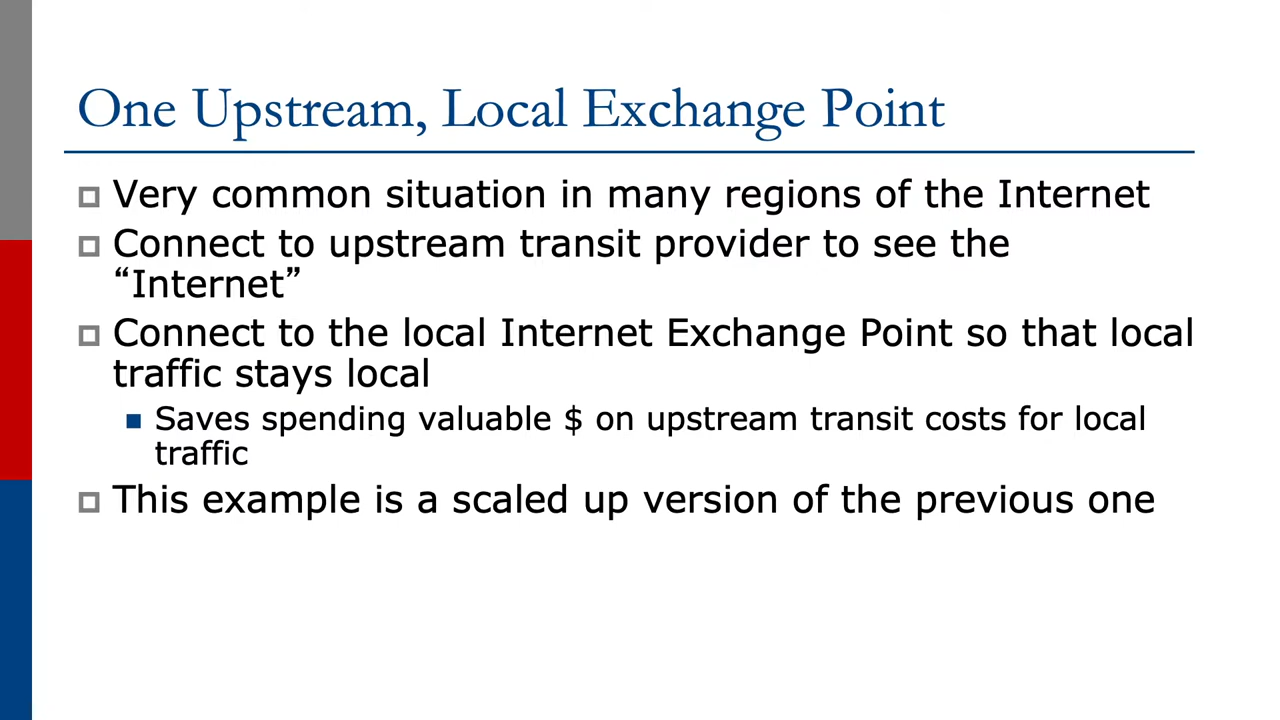 One Upstream, Local Exchange Point
Very common situation in many regions of the Internet
Connect to upstream transit provider to see the
“Internet”
Connect to the local Internet Exchange Point so that local
traffic stays local
Saves spending valuable $ on upstream transit costs for local
traffic
This example is a scaled up version of the previous one